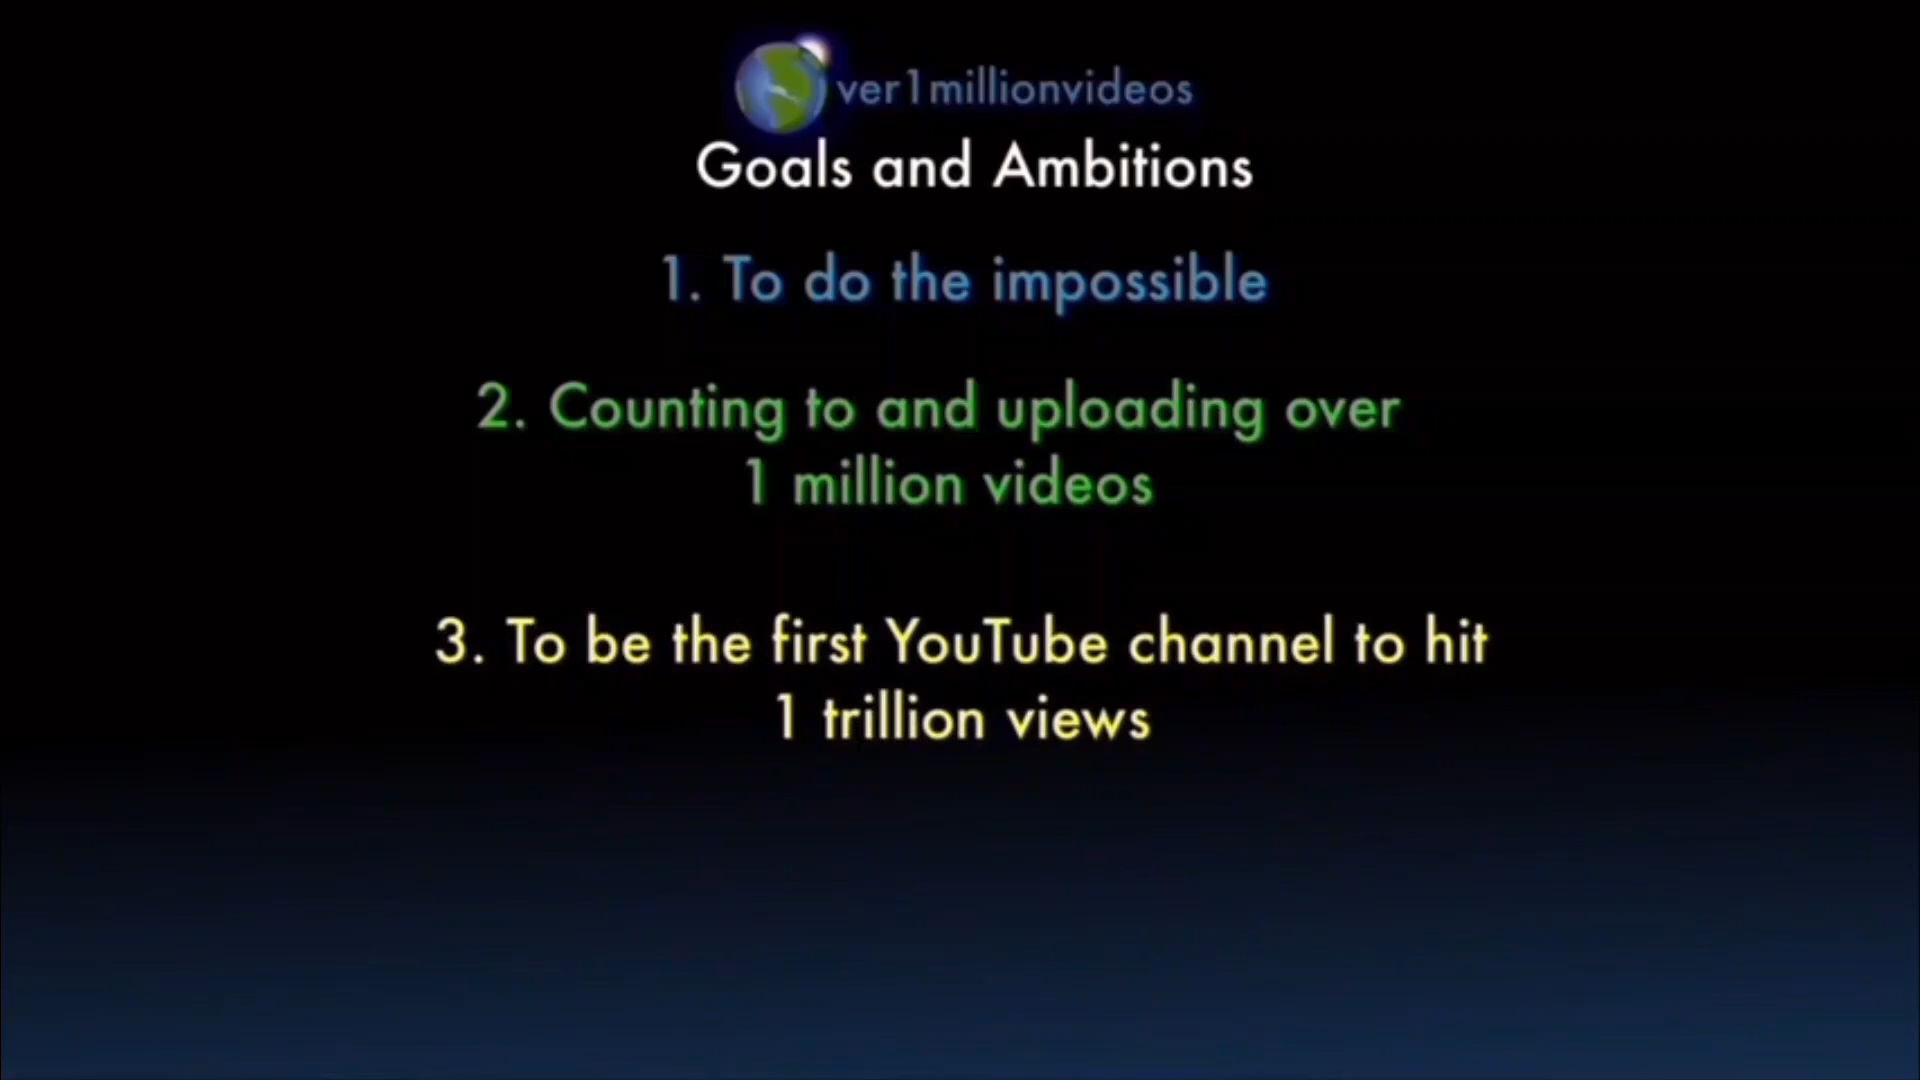 ver1millionvideos
Goals and Ambitions
1. To do the impossible
2. Counting to and uploading over
1 million videos
3. To be the first YouTube channel to hit
1 trillion views